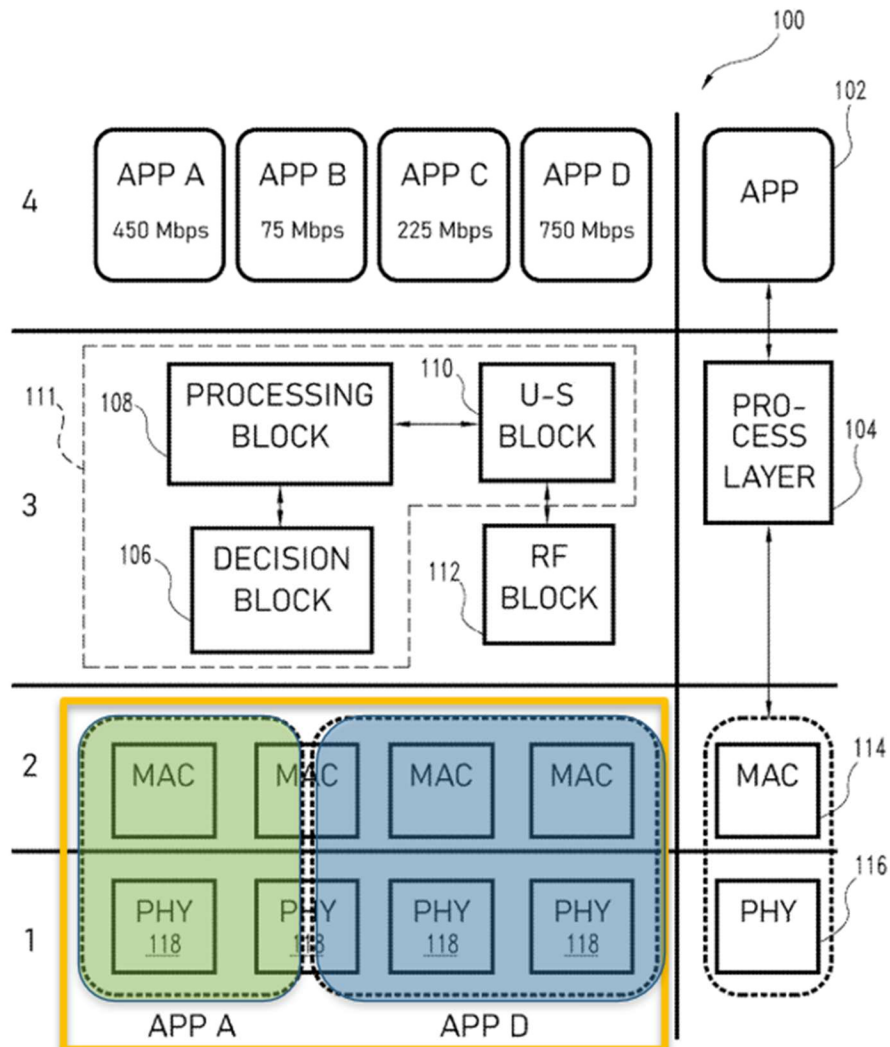 100
102
4
APP A
450 Mbps
APP B
75 Mbps
APP C
225 Mbps
APP D
750 Mbps
APP
111
108
PROCESSING
BLOCK
110
U-S
BLOCK
PRO-
CESS
LAYER
104
3
106
DECISION
BLOCK
112
RF
BLOCK
2
MAC
MAC
MAC
MAC
MAC
114
1
PHY
118
PHY
118
PHY
118
PHY
118
PHY
116
APP A
APP D